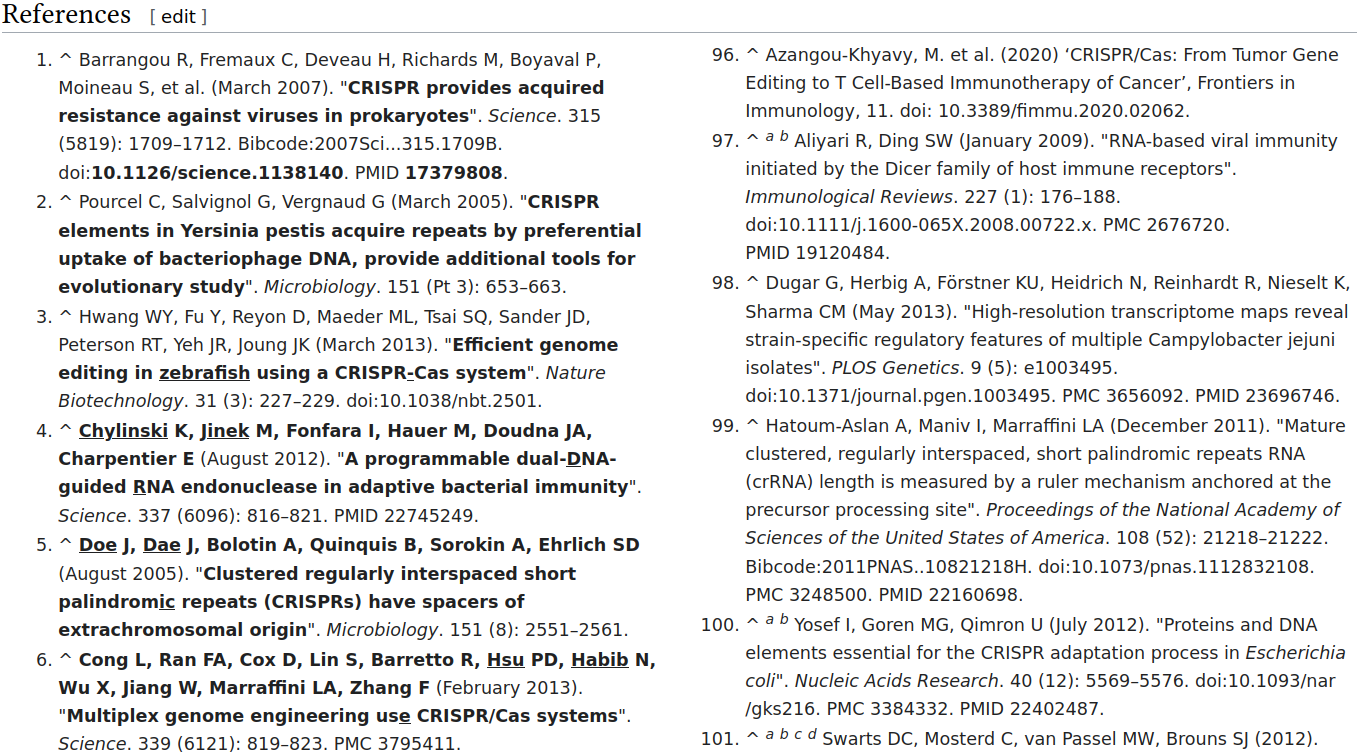 References [ edit ]
1. ^ Barrangou R, Fremaux C, Deveau H, Richards M, Boyaval P,
Moineau S, et al. (March 2007). "CRISPR provides acquired
resistance against viruses in prokaryotes". Science. 315
(5819): 1709–1712. Bibcode:2007Sci...315.1709B.
doi:10.1126/science.1138140. PMID 17379808.
2. ^ Pourcel C, Salvignol G, Vergnaud G (March 2005). "CRISPR
elements in Yersinia pestis acquire repeats by preferential
uptake of bacteriophage DNA, provide additional tools for
evolutionary study". Microbiology. 151 (Pt 3): 653–663.
3. ^ Hwang WY, Fu Y, Reyon D, Maeder ML, Tsai SQ, Sander JD,
Peterson RT, Yeh JR, Joung JK (March 2013). "Efficient genome
editing in zebrafish using a CRISPR-Cas system". Nature
Biotechnology. 31 (3): 227–229. doi:10.1038/nbt.2501.
4. ^ Chylinski K, Jinek M, Fonfara I, Hauer M, Doudna JA,
Charpentier E (August 2012). "A programmable dual-DNA-
guided RNA endonuclease in adaptive bacterial immunity".
Science. 337 (6096): 816–821. PMID 22745249.
5. ^ Doe J, Dae J, Bolotin A, Quinquis B, Sorokin A, Ehrlich SD
(August 2005). "Clustered regularly interspaced short
palindromic repeats (CRISPRs) have spacers of
extrachromosomal origin". Microbiology. 151 (8): 2551–2561.
6. ^ Cong L, Ran FA, Cox D, Lin S, Barretto R, Hsu PD, Habib N,
Wu X, Jiang W, Marraffini LA, Zhang F (February 2013).
"Multiplex genome engineering use CRISPR/Cas systems".
Science. 339 (6121): 819–823. PMC 3795411.
96. ^ Azangou-Khyavy, M. et al. (2020) ‘CRISPR/Cas: From Tumor Gene
Editing to T Cell-Based Immunotherapy of Cancer’, Frontiers in
Immunology, 11. doi: 10.3389/fimmu.2020.02062.
97. ^ a b Aliyari R, Ding SW (January 2009). "RNA-based viral immunity
initiated by the Dicer family of host immune receptors".
Immunological Reviews. 227 (1): 176–188.
doi:10.1111/j.1600-065X.2008.00722.x. PMC 2676720.
PMID 19120484.
98. ^ Dugar G, Herbig A, Förstner KU, Heidrich N, Reinhardt R, Nieselt K,
Sharma CM (May 2013). "High-resolution transcriptome maps reveal
strain-specific regulatory features of multiple Campylobacter jejuni
isolates". PLOS Genetics. 9 (5): e1003495.
doi:10.1371/journal.pgen.1003495. PMC 3656092. PMID 23696746.
99. ^ Hatoum-Aslan A, Maniv I, Marraffini LA (December 2011). "Mature
clustered, regularly interspaced, short palindromic repeats RNA
(crRNA) length is measured by a ruler mechanism anchored at the
precursor processing site". Proceedings of the National Academy of
Sciences of the United States of America. 108 (52): 21218–21222.
Bibcode:2011PNAS..10821218H. doi:10.1073/pnas.1112832108.
PMC 3248500. PMID 22160698.
100. ^ a b Yosef I, Goren MG, Qimron U (July 2012). "Proteins and DNA
elements essential for the CRISPR adaptation process in Escherichia
coli". Nucleic Acids Research. 40 (12): 5569–5576. doi:10.1093/nar
/gks216. PMC 3384332. PMID 22402487.
101. ^ a b c d Swarts DC, Mosterd C, van Passel MW, Brouns SJ (2012).